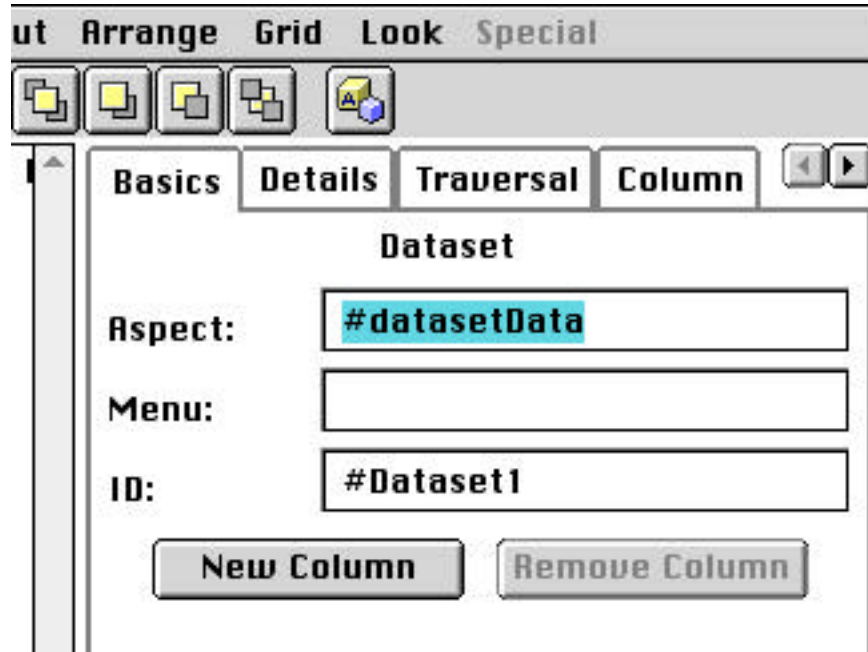 ut Arrange Grid Look Special
Basics Details Traversal Column
Dataset
Aspect: #datasetData
Menu:
ID: #Dataset1
New Column Remove Column